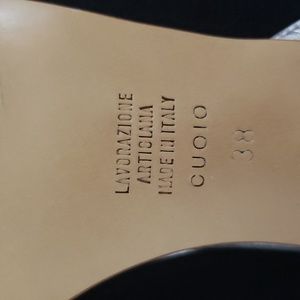 LAVORAZIONE
ARTIGIANA
MADE IN ITALY
CUOIO
38